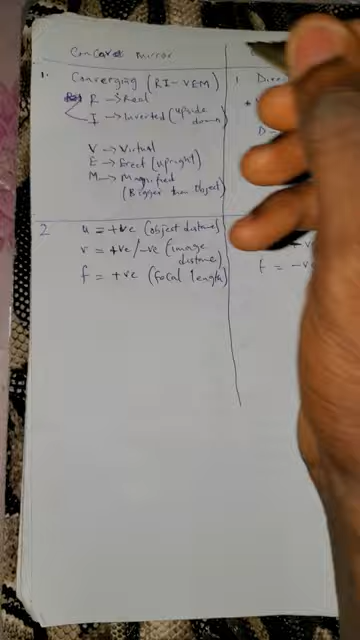 Concave mirror
1. Converging (RI-VEM)
R → Real
I → Inverted (upside down)
V → Virtual
E → Erect (upright)
M → Magnified
(Bigger than Object)
2 u = +ve (object distance)
v = +ve/-ve (image distance)
f = +ve (focal length)
1
D
f = -ve